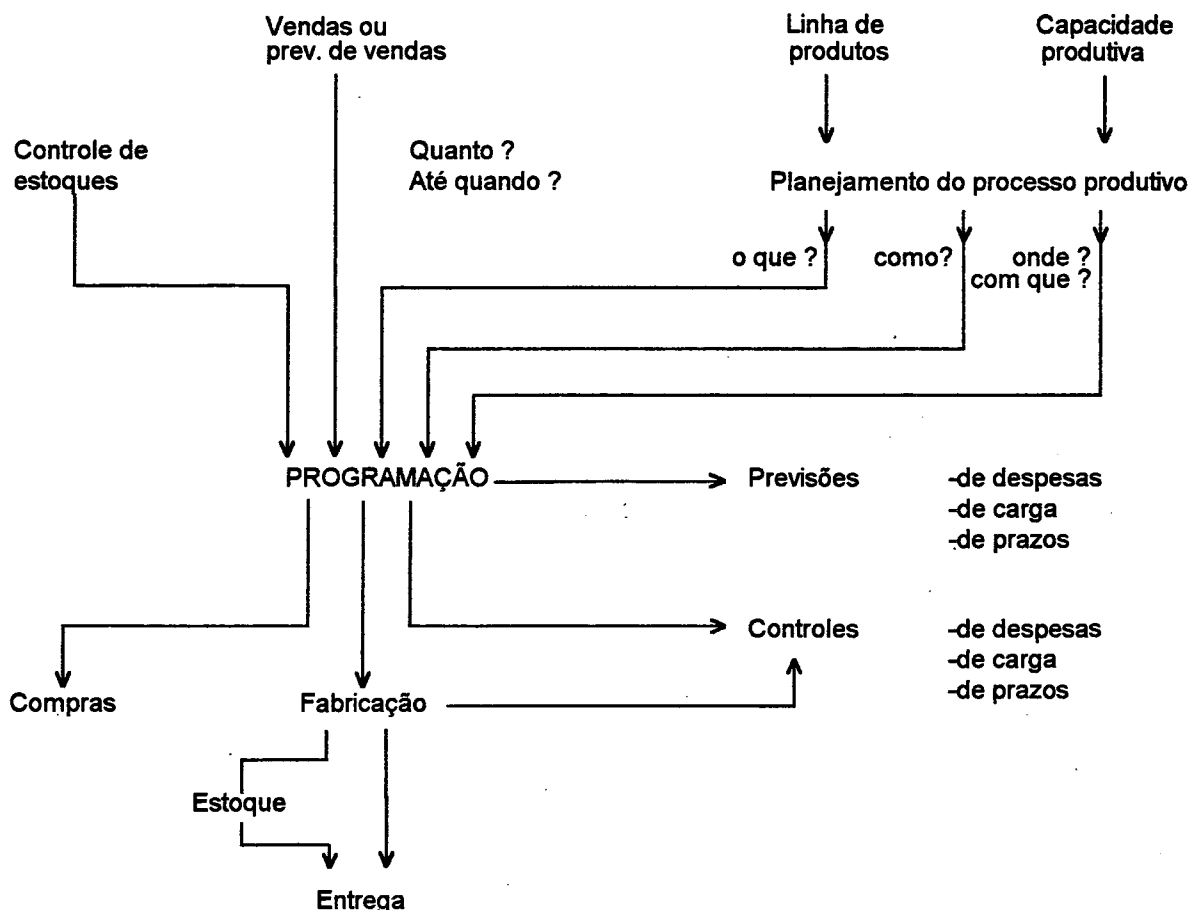 Vendas ou
prev. de vendas
Linha de
produtos
Capacidade
produtiva
Controle de
estoques
Quanto ?
Até quando ?
Planejamento do processo produtivo
o que ?
como?
onde ?
com que ?
PROGRAMAÇÃO
Previsões
-de despesas
-de carga
-de prazos
Controles
-de despesas
-de carga
-de prazos
Compras
Fabricação
Estoque
Entrega